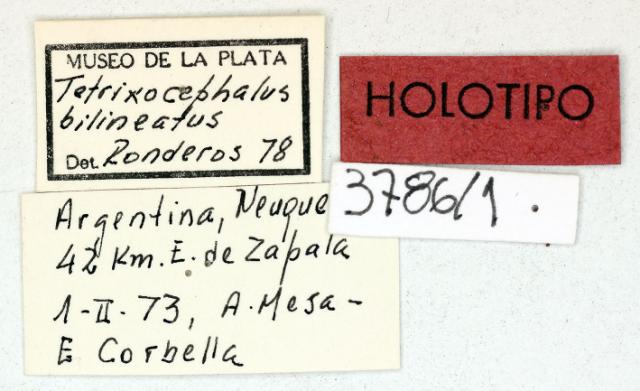 MUSEO DE LA PLATA
Tetrixocephalus
bilineatus
Det. Ronderos 78
HOLOTIPO
3786/1.
Argentina, Neuque
42 Km. E. de Zapala
1-II-73, A. Mesa-
E Corbella